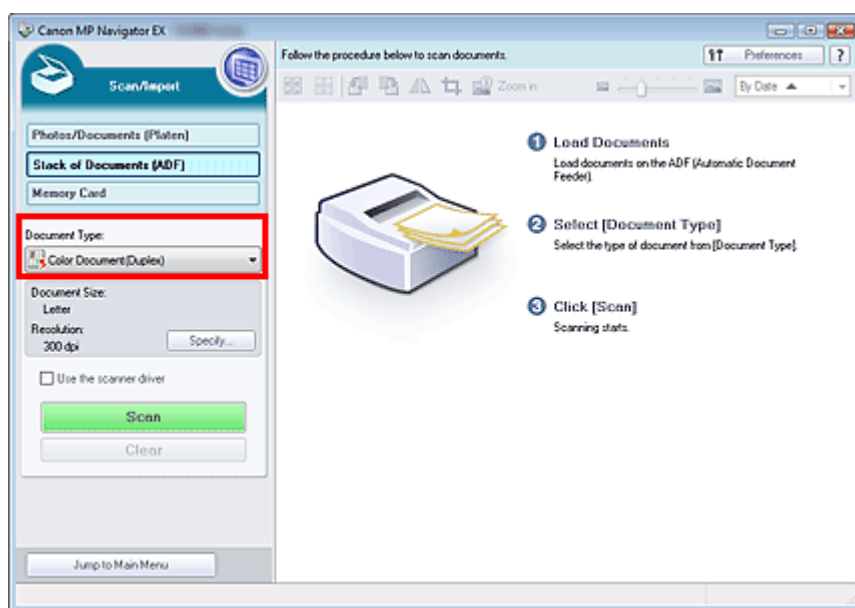 Canon MP Navigator EX
Scan/Import
Follow the procedure below to scan documents.
Preferences
?
Zoom in
By Date
Photos/Documents (Platen)
Stack of Documents (ADF)
Memory Card
Document Type:
Color Document(Duplex)
Document Size:
Letter
Resolution:
300 dpi
Specify...
Use the scanner driver
Scan
Clear
Jump to Main Menu
1 Load Documents
Load documents on the ADF (Automatic Document
Feeder).
2 Select [Document Type]
Select the type of document from [Document Type].
3 Click [Scan]
Scanning starts.